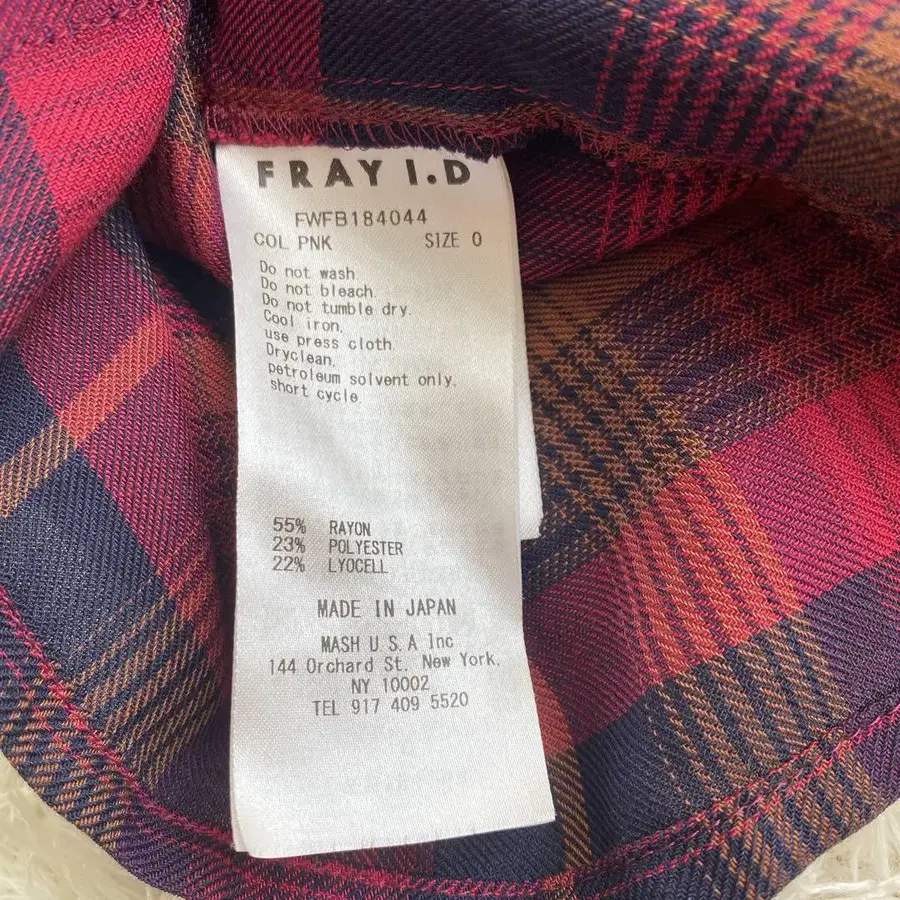 FRAY I.D
FWFB184044
COL PNK SIZE 0
Do not wash.
Do not bleach.
Do not tumble dry.
Cool iron.
use press cloth.
Dryclean.
petroleum solvent only.
short cycle.
55% RAYON
23% POLYESTER
22% LYOCELL
MADE IN JAPAN
MASH U.S.A Inc
144 Orchard St. New York.
NY 10002
TEL 917 409 5520